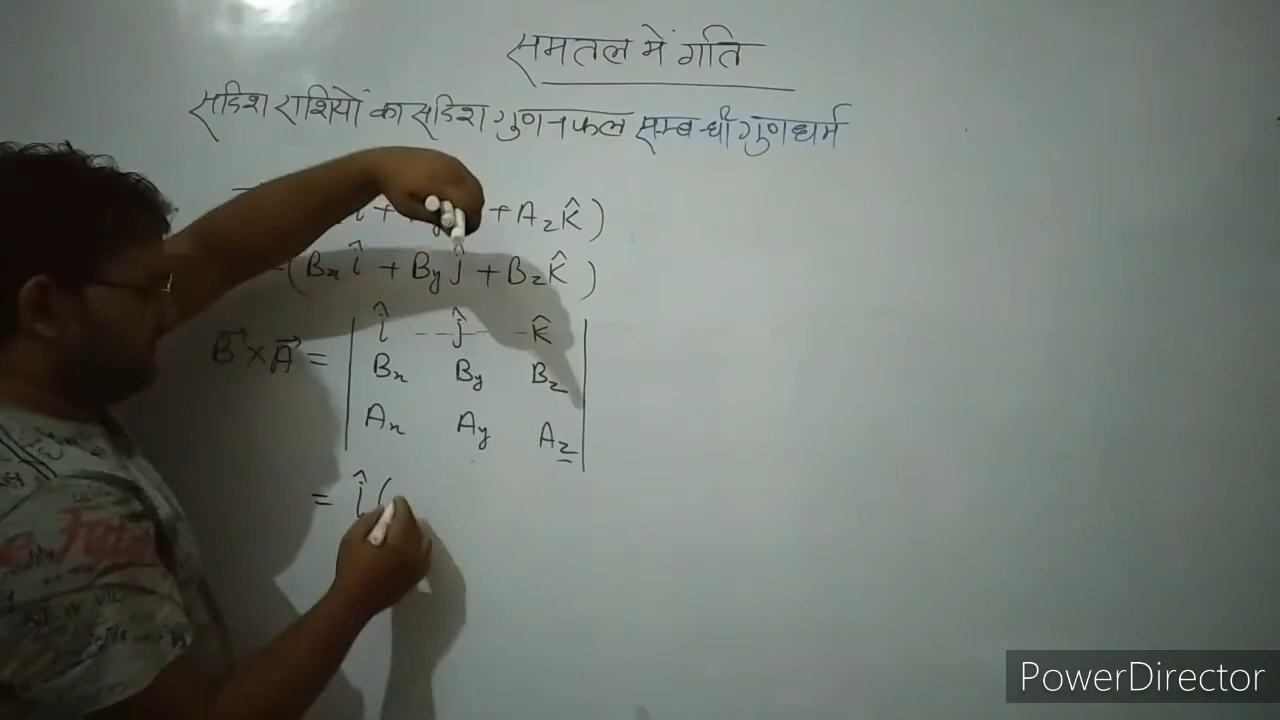 समतल में गति
सदिश राशियों का सदिश गुणनफल सम्बन्धी गुणधर्म
î + + A_z k̂ )
(B_x î + B_y ĵ + B_z k̂ )
B⃗ × A⃗ = | î ĵ k̂ |
| B_x B_y B_z |
| A_x A_y A_z |
= î (
PowerDirector